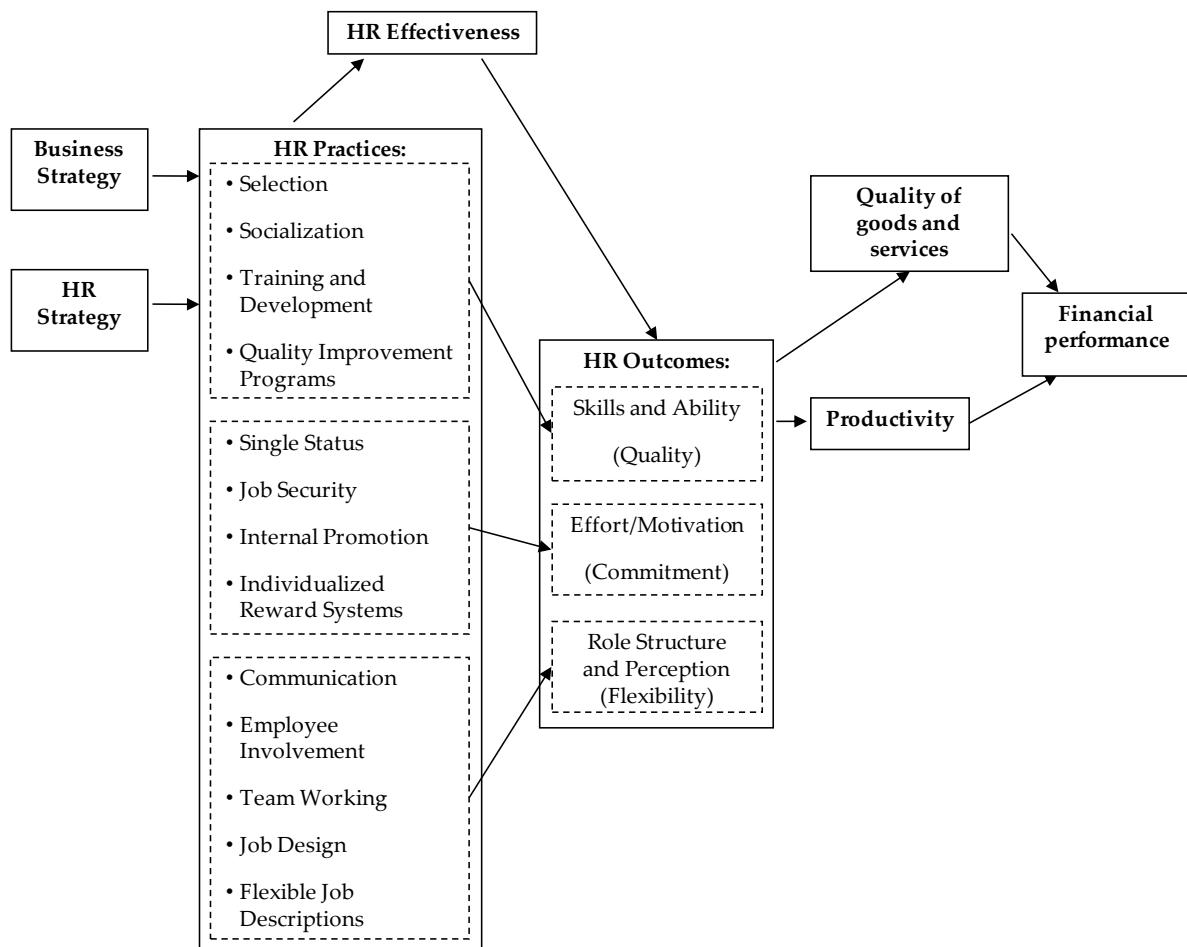 HR Effectiveness
Business
Strategy
HR
Strategy
HR Practices:
• Selection
• Socialization
• Training and
Development
• Quality Improvement
Programs
• Single Status
• Job Security
• Internal Promotion
• Individualized
Reward Systems
• Communication
• Employee
Involvement
• Team Working
• Job Design
• Flexible Job
Descriptions
HR Outcomes:
Skills and Ability
(Quality)
Effort/Motivation
(Commitment)
Role Structure
and Perception
(Flexibility)
Quality of
goods and
services
Productivity
Financial
performance